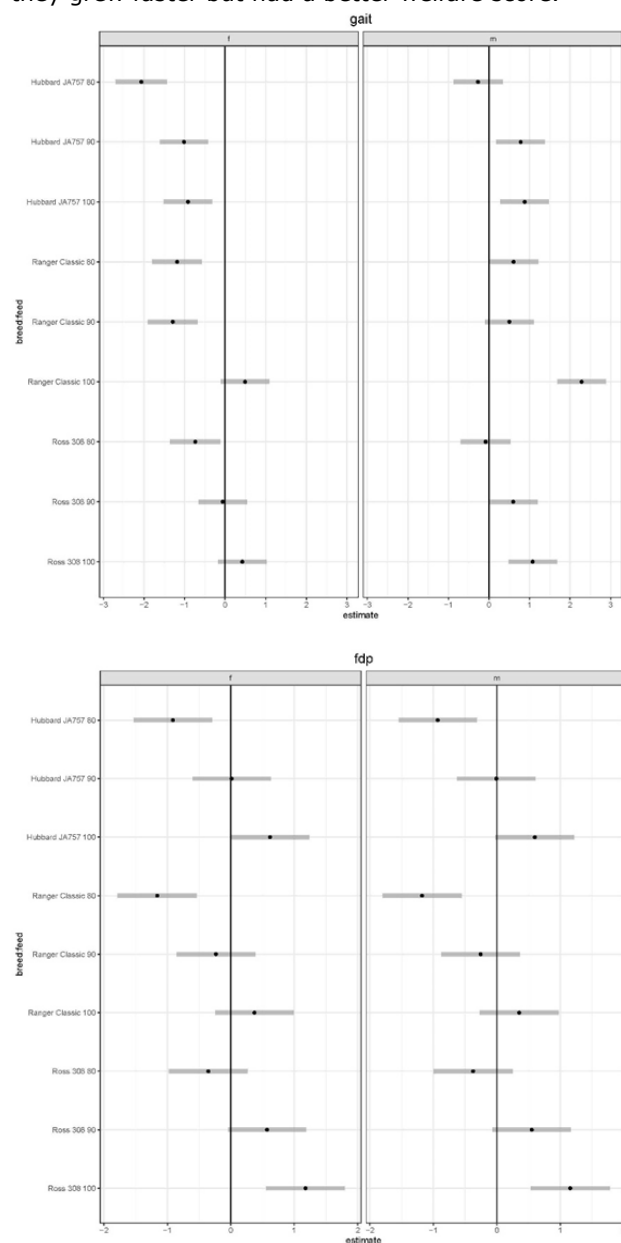 they grow faster but had a better welfare score.
gait
f m
Hubbard JA757 80
Hubbard JA757 90
Hubbard JA757 100
Ranger Classic 80
Ranger Classic 90
Ranger Classic 100
Ross 308 80
Ross 308 90
Ross 308 100
breed:feed
−3 −2 −1 0 1 2 3 −3 −2 −1 0 1 2 3
estimate
fdp
f m
Hubbard JA757 80
Hubbard JA757 90
Hubbard JA757 100
Ranger Classic 80
Ranger Classic 90
Ranger Classic 100
Ross 308 80
Ross 308 90
Ross 308 100
breed:feed
−2 −1 0 1 2 −2 −1 0 1
estimate